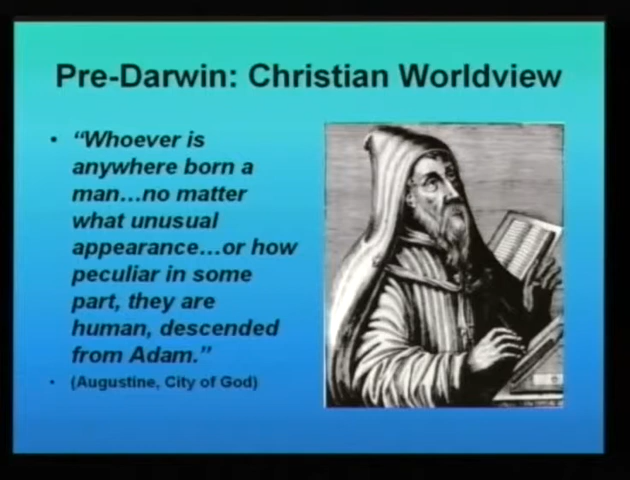 Pre-Darwin: Christian Worldview
• “Whoever is
anywhere born a
man…no matter
what unusual
appearance…or how
peculiar in some
part, they are
human, descended
from Adam.”
• (Augustine, City of God)